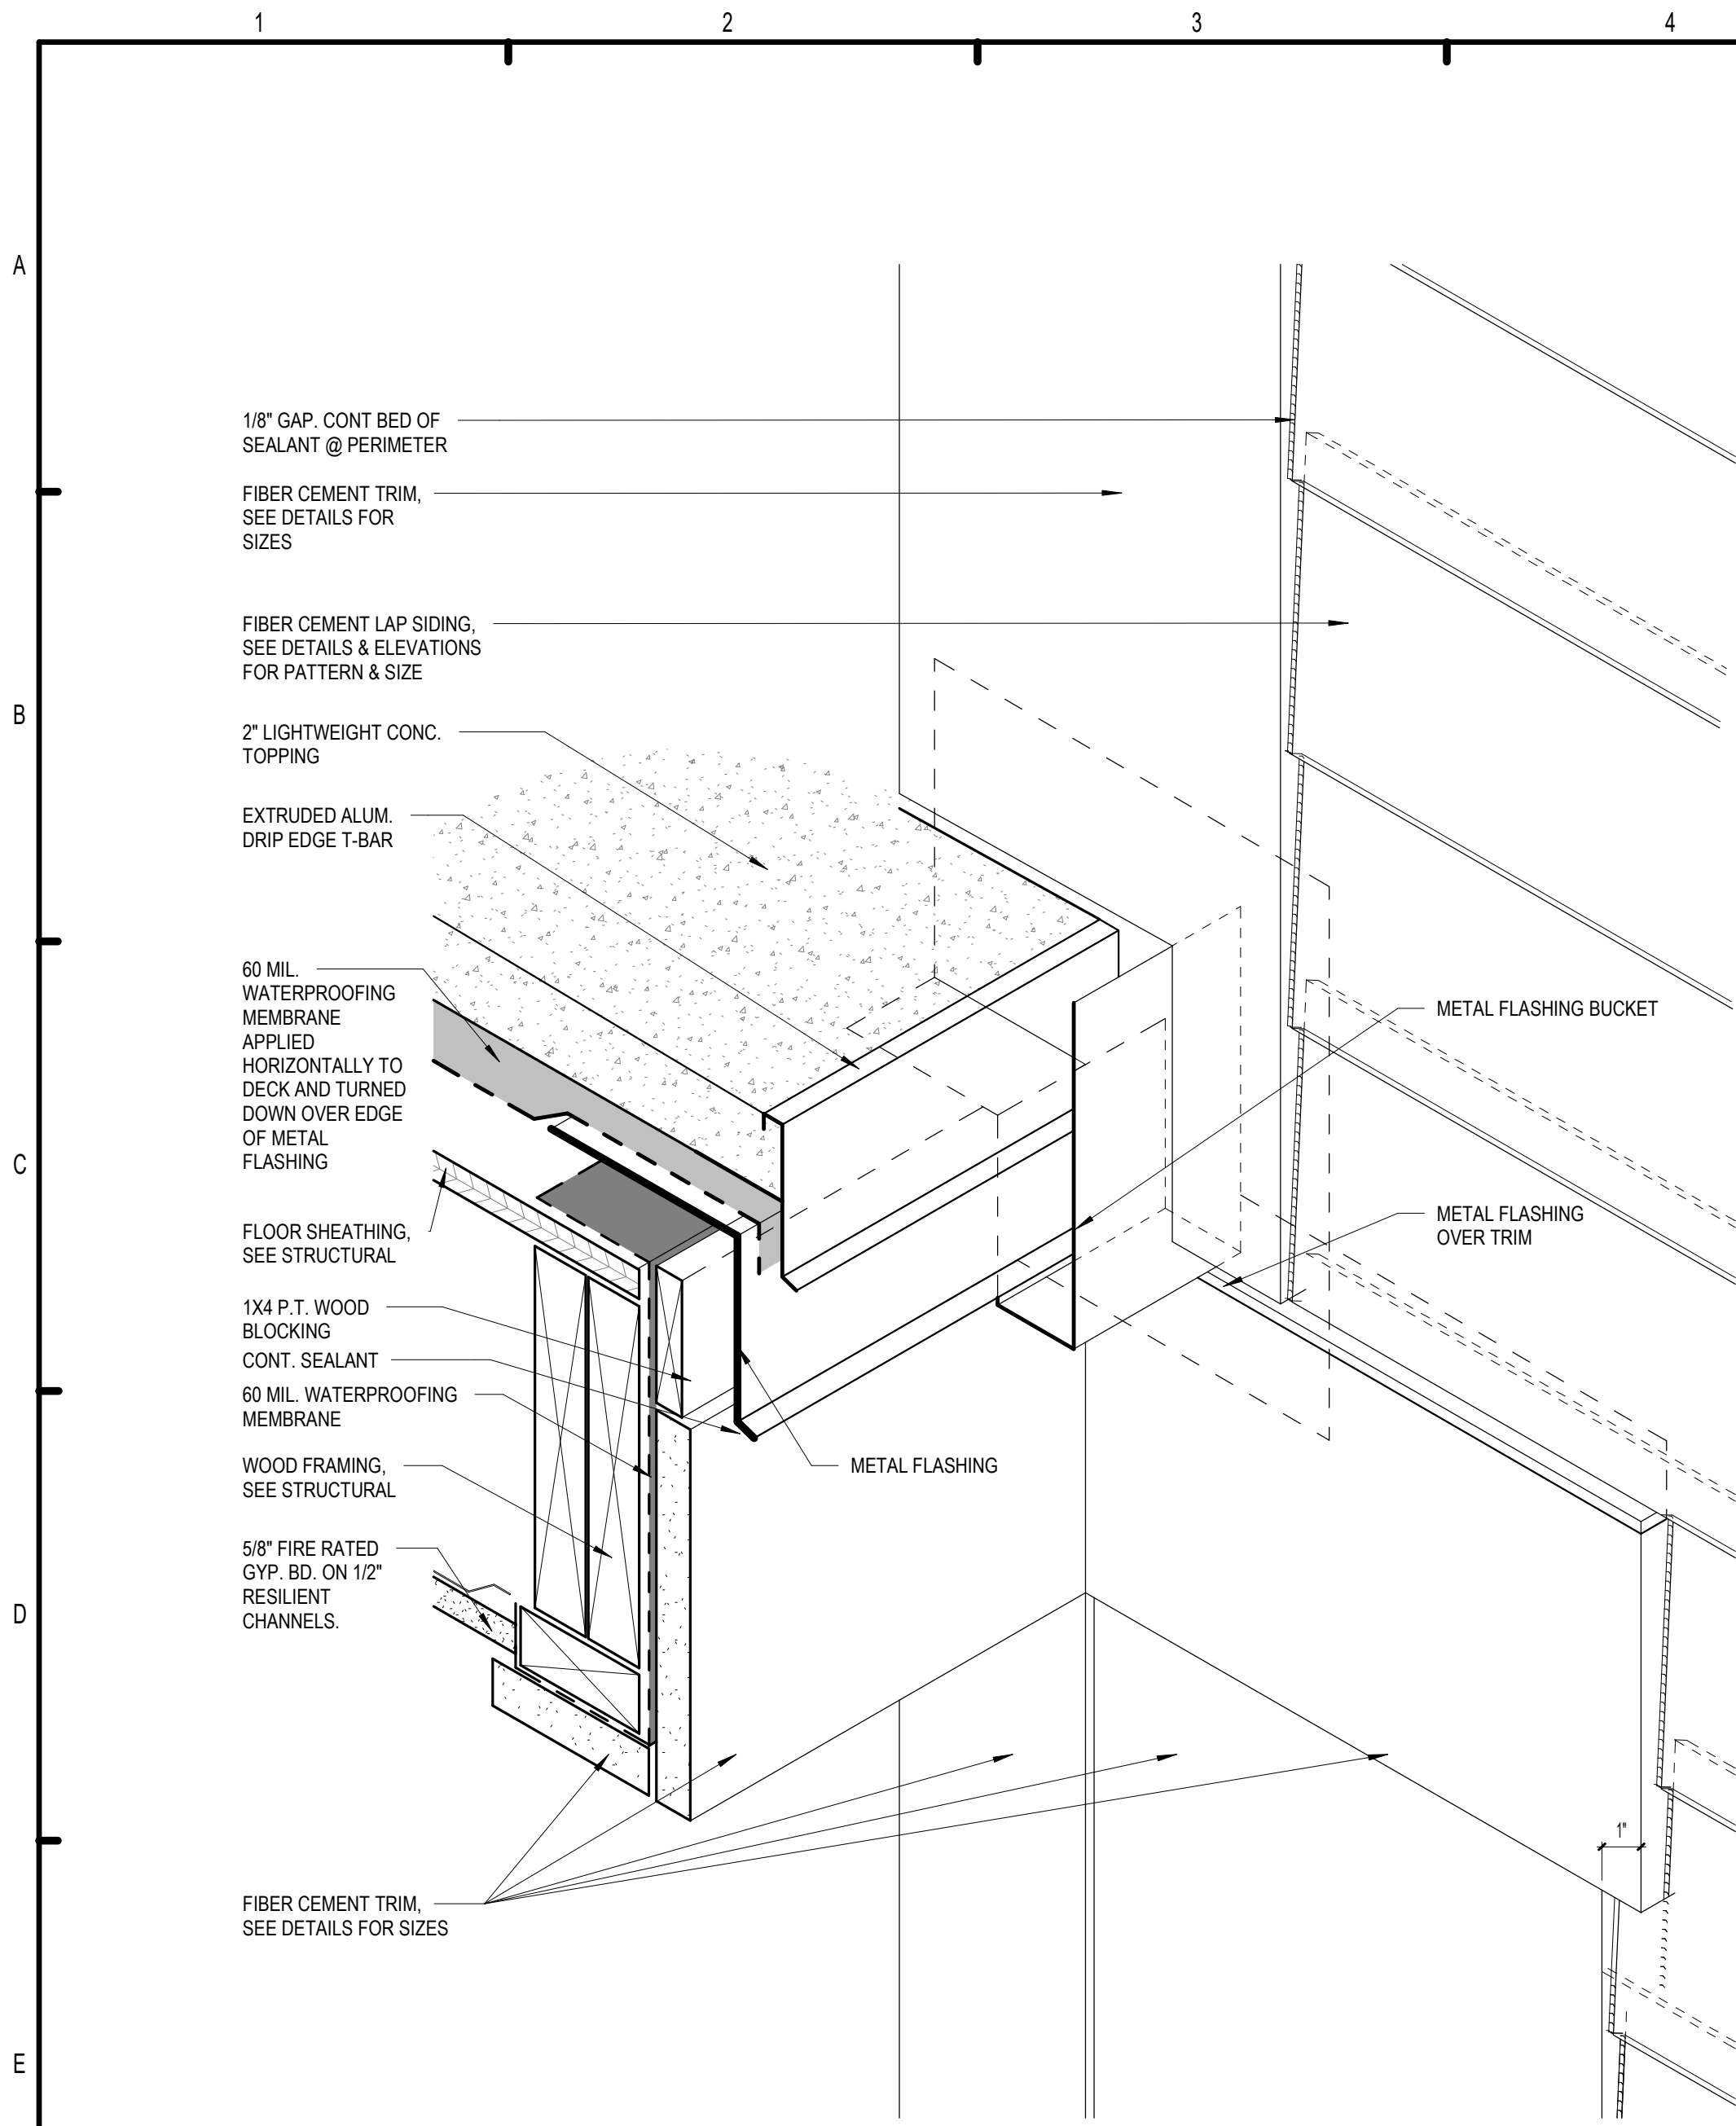 1
2
3
4
A
1/8" GAP. CONT BED OF
SEALANT @ PERIMETER
FIBER CEMENT TRIM,
SEE DETAILS FOR
SIZES
FIBER CEMENT LAP SIDING,
SEE DETAILS & ELEVATIONS
FOR PATTERN & SIZE
B
2" LIGHTWEIGHT CONC.
TOPPING
EXTRUDED ALUM.
DRIP EDGE T-BAR
60 MIL.
WATERPROOFING
MEMBRANE
APPLIED
HORIZONTALLY TO
DECK AND TURNED
DOWN OVER EDGE
OF METAL
FLASHING
METAL FLASHING BUCKET
C
FLOOR SHEATHING,
SEE STRUCTURAL
METAL FLASHING
OVER TRIM
1X4 P.T. WOOD
BLOCKING
CONT. SEALANT
60 MIL. WATERPROOFING
MEMBRANE
WOOD FRAMING,
SEE STRUCTURAL
METAL FLASHING
5/8" FIRE RATED
GYP. BD. ON 1/2"
RESILIENT
CHANNELS.
D
1"
FIBER CEMENT TRIM,
SEE DETAILS FOR SIZES
E